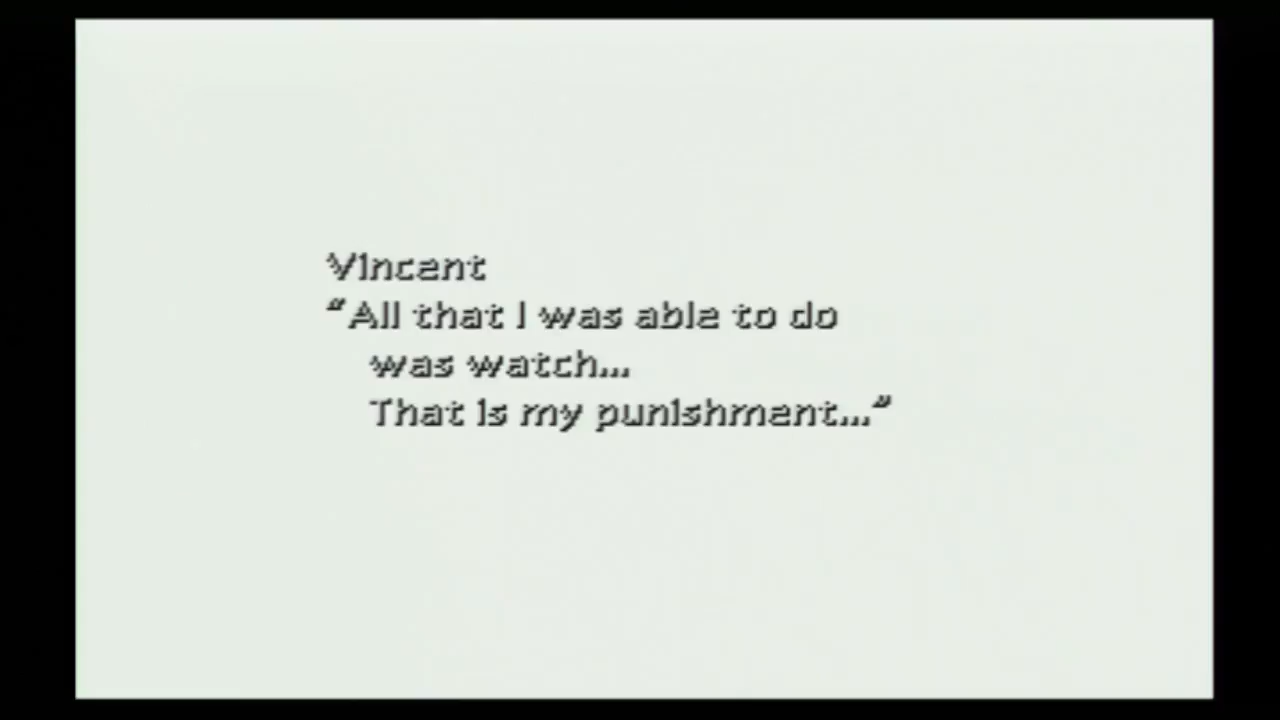 Vincent
“All that I was able to do
was watch...
That is my punishment...”